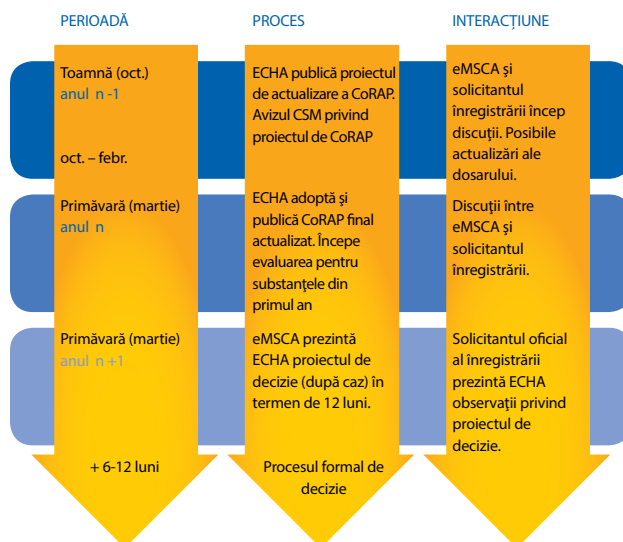 PERIOADĂ
PROCES
INTERACŢIUNE
Toamnă (oct.)
anul n -1
oct. – febr.
ECHA publică proiectul
de actualizare a CoRAP.
Avizul CSM privind
proiectul de CoRAP
eMSCA şi
solicitantul
înregistrării încep
discuţii. Posibile
actualizări ale
dosarului.
Primăvară (martie)
anul n
ECHA adoptă şi
publică CoRAP final
actualizat. Începe
evaluarea pentru
substanţele din
primul an
Discuţii între
eMSCA şi
solicitantul
înregistrării.
Primăvară (martie)
anul n +1
eMSCA prezintă
ECHA proiectul de
decizie (după caz) în
termen de 12 luni.
Solicitantul oficial
al înregistrării
prezintă ECHA
observaţii privind
proiectul de
decizie.
+ 6-12 luni
Procesul formal de
decizie